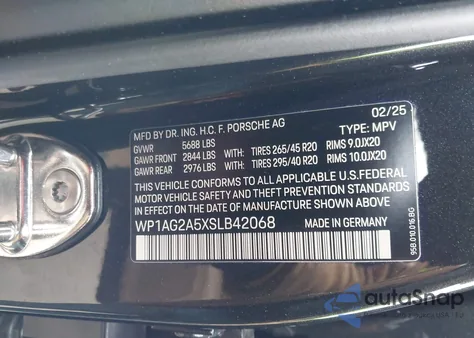 02/25
MFD BY DR. ING. H.C. F. PORSCHE AG
TYPE: MPV
GVWR 5688 LBS
GAWR FRONT 2844 LBS WITH: TIRES 265/45 R20 RIMS 9.0JX20
GAWR REAR 2976 LBS WITH: TIRES 295/40 R20 RIMS 10.0JX20
THIS VEHICLE CONFORMS TO ALL APPLICABLE U.S.FEDERAL
MOTOR VEHICLE SAFETY AND THEFT PREVENTION STANDARDS
IN EFFECT ON THE DATE OF MANUFACTURE SHOWN ABOVE
WP1AG2A5XSLB42068
MADE IN GERMANY
95B.010.016.BG
autoSnap